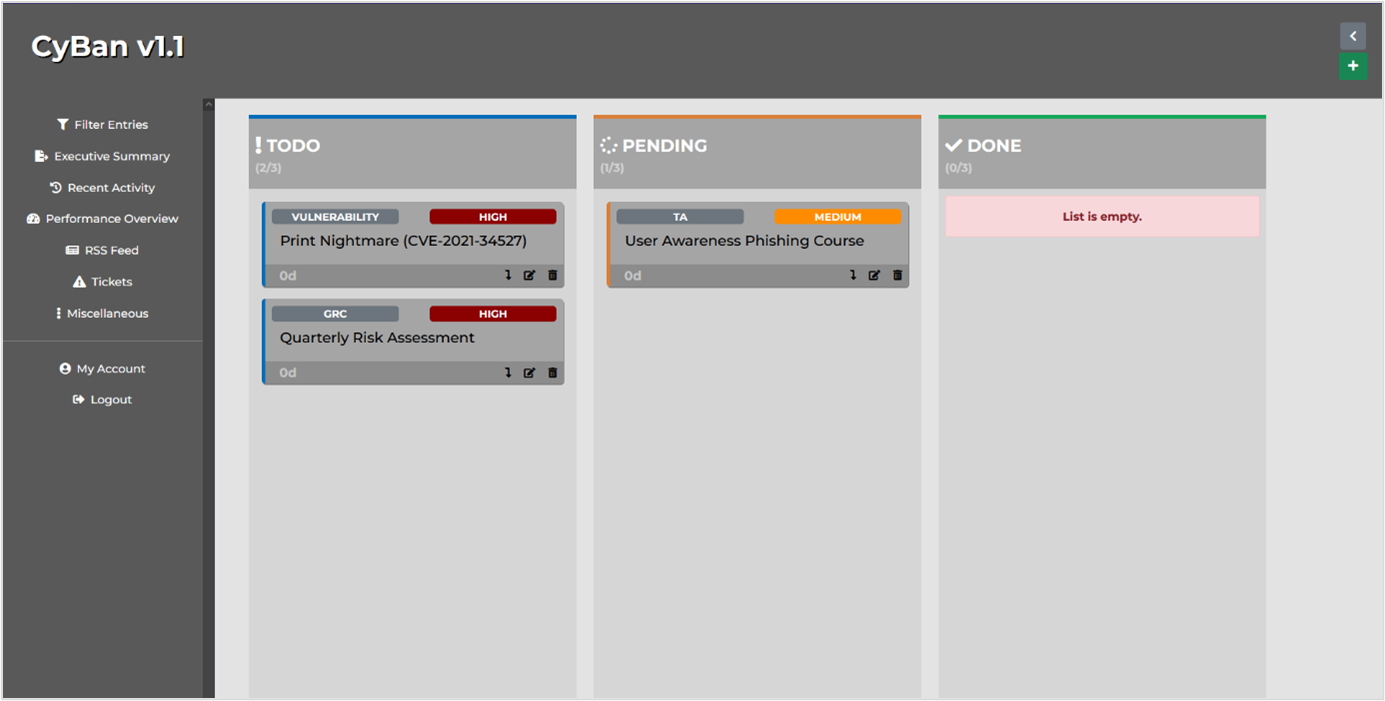 CyBan v1.1
Filter Entries
Executive Summary
Recent Activity
Performance Overview
RSS Feed
Tickets
Miscellaneous
My Account
Logout
TODO
(2/3)
VULNERABILITY HIGH
Print Nightmare (CVE-2021-34527)
0d
GRC HIGH
Quarterly Risk Assessment
0d
PENDING
(1/3)
TA MEDIUM
User Awareness Phishing Course
0d
DONE
(0/3)
List is empty.